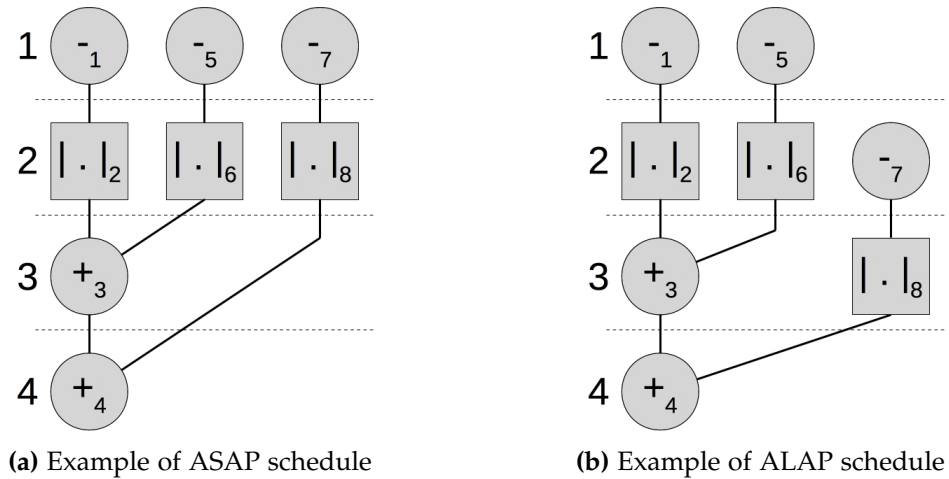 1 -1 -5 -7
2 |.|2 |.|6 |.|8
3 +3
4 +4
(a) Example of ASAP schedule
1 -1 -5
2 |.|2 |.|6 -7
3 +3 |.|8
4 +4
(b) Example of ALAP schedule